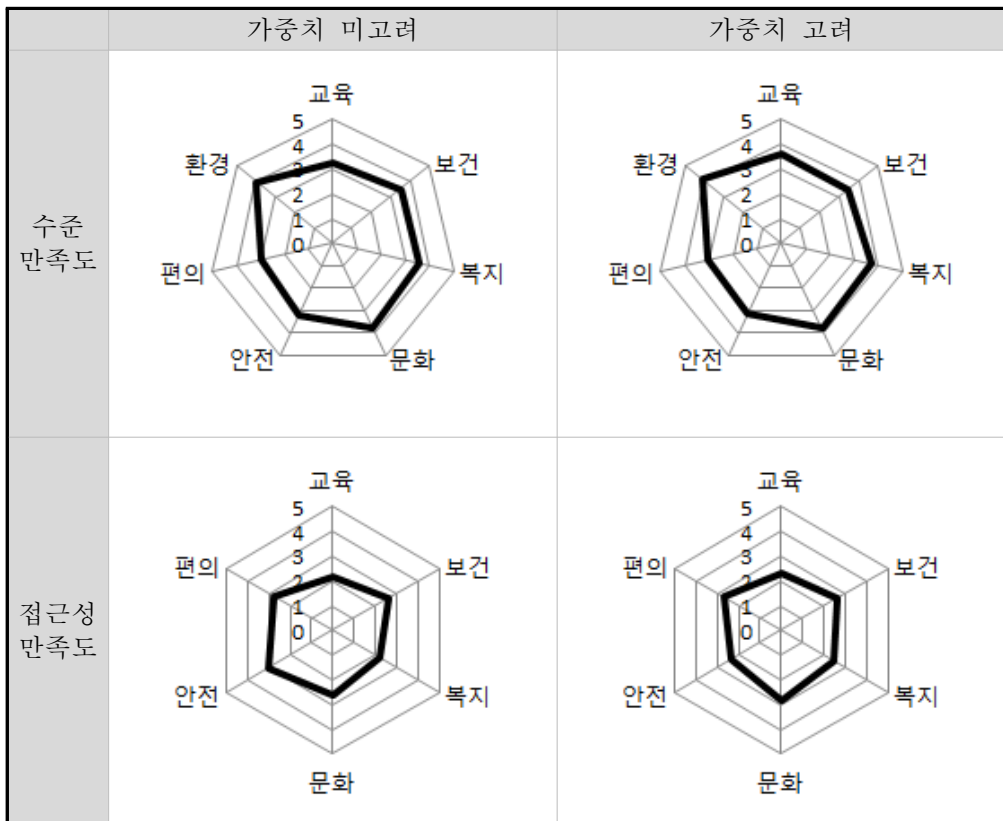 가중치 미고려
가중치 고려
수준
만족도
교육
보건
복지
문화
안전
편의
환경
5
4
3
2
1
0
교육
보건
복지
문화
안전
편의
환경
5
4
3
2
1
0
접근성
만족도
교육
보건
복지
문화
안전
편의
5
4
3
2
1
0
교육
보건
복지
문화
안전
편의
5
4
3
2
1
0